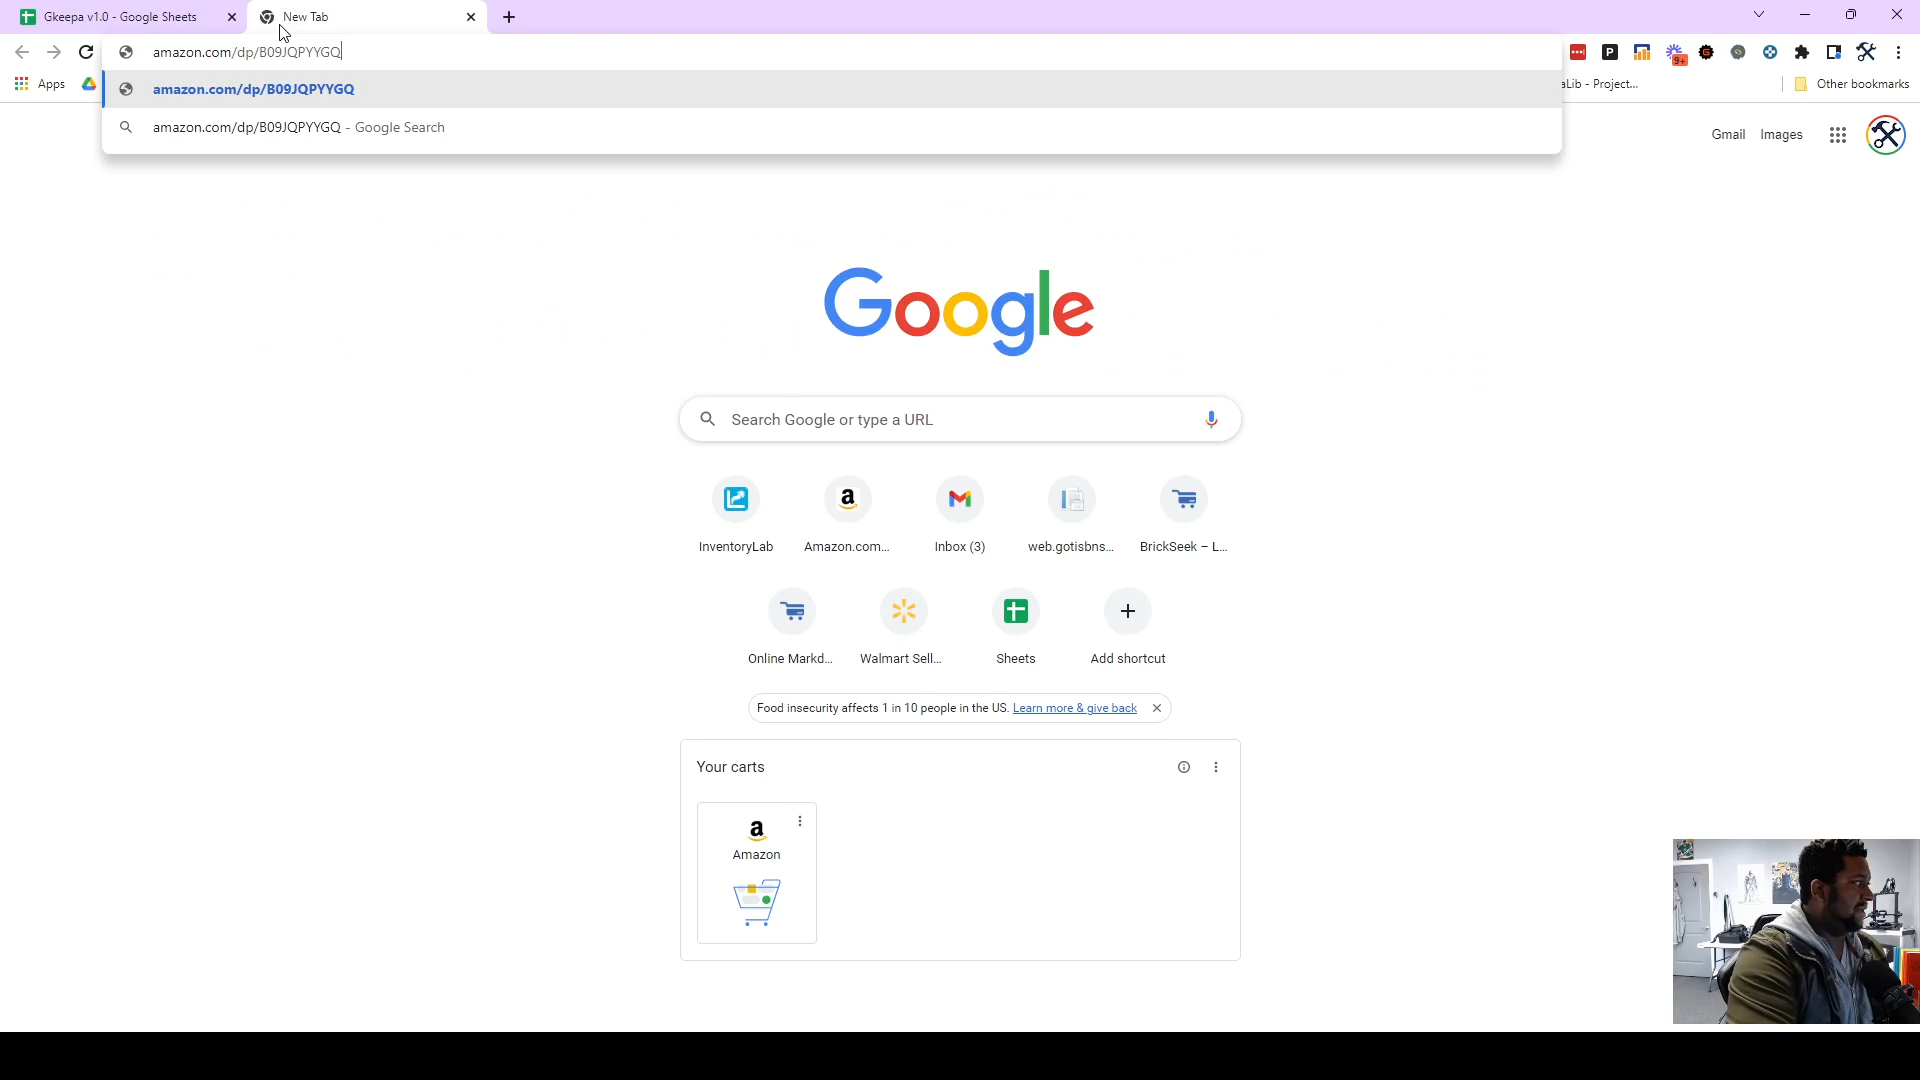 Gkeepa v1.0 - Google Sheets
New Tab
amazon.com/dp/B09JQPYYGQ
amazon.com/dp/B09JQPYYGQ
amazon.com/dp/B09JQPYYGQ - Google Search
9+
Apps
aLib - Project...
Other bookmarks
Gmail Images
Google
Search Google or type a URL
InventoryLab
Amazon.com...
Inbox (3)
web.gotisbns...
BrickSeek – L...
Online Markd...
Walmart Sell...
Sheets
Add shortcut
Food insecurity affects 1 in 10 people in the US. Learn more & give back
Your carts
Amazon